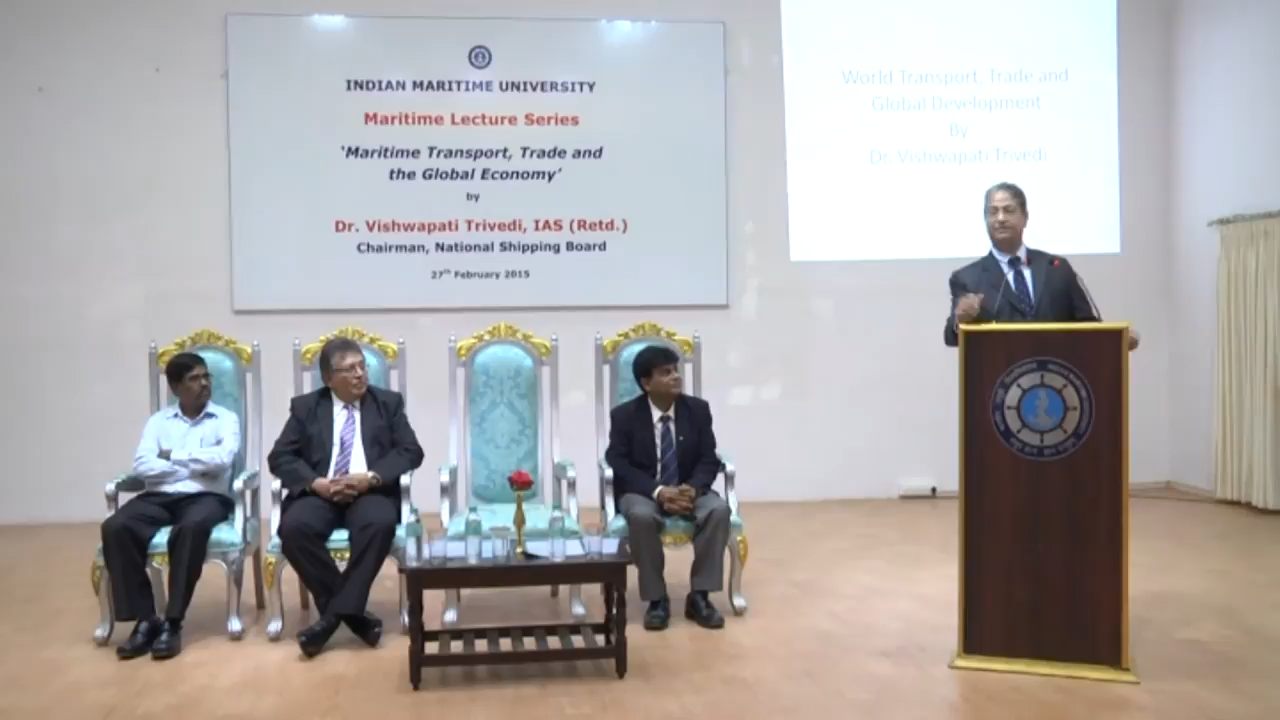 INDIAN MARITIME UNIVERSITY
Maritime Lecture Series
‘Maritime Transport, Trade and
the Global Economy’
by
Dr. Vishwapati Trivedi, IAS (Retd.)
Chairman, National Shipping Board
27th February 2015
World Transport, Trade and
Global Development
By
Dr. Vishwapati Trivedi